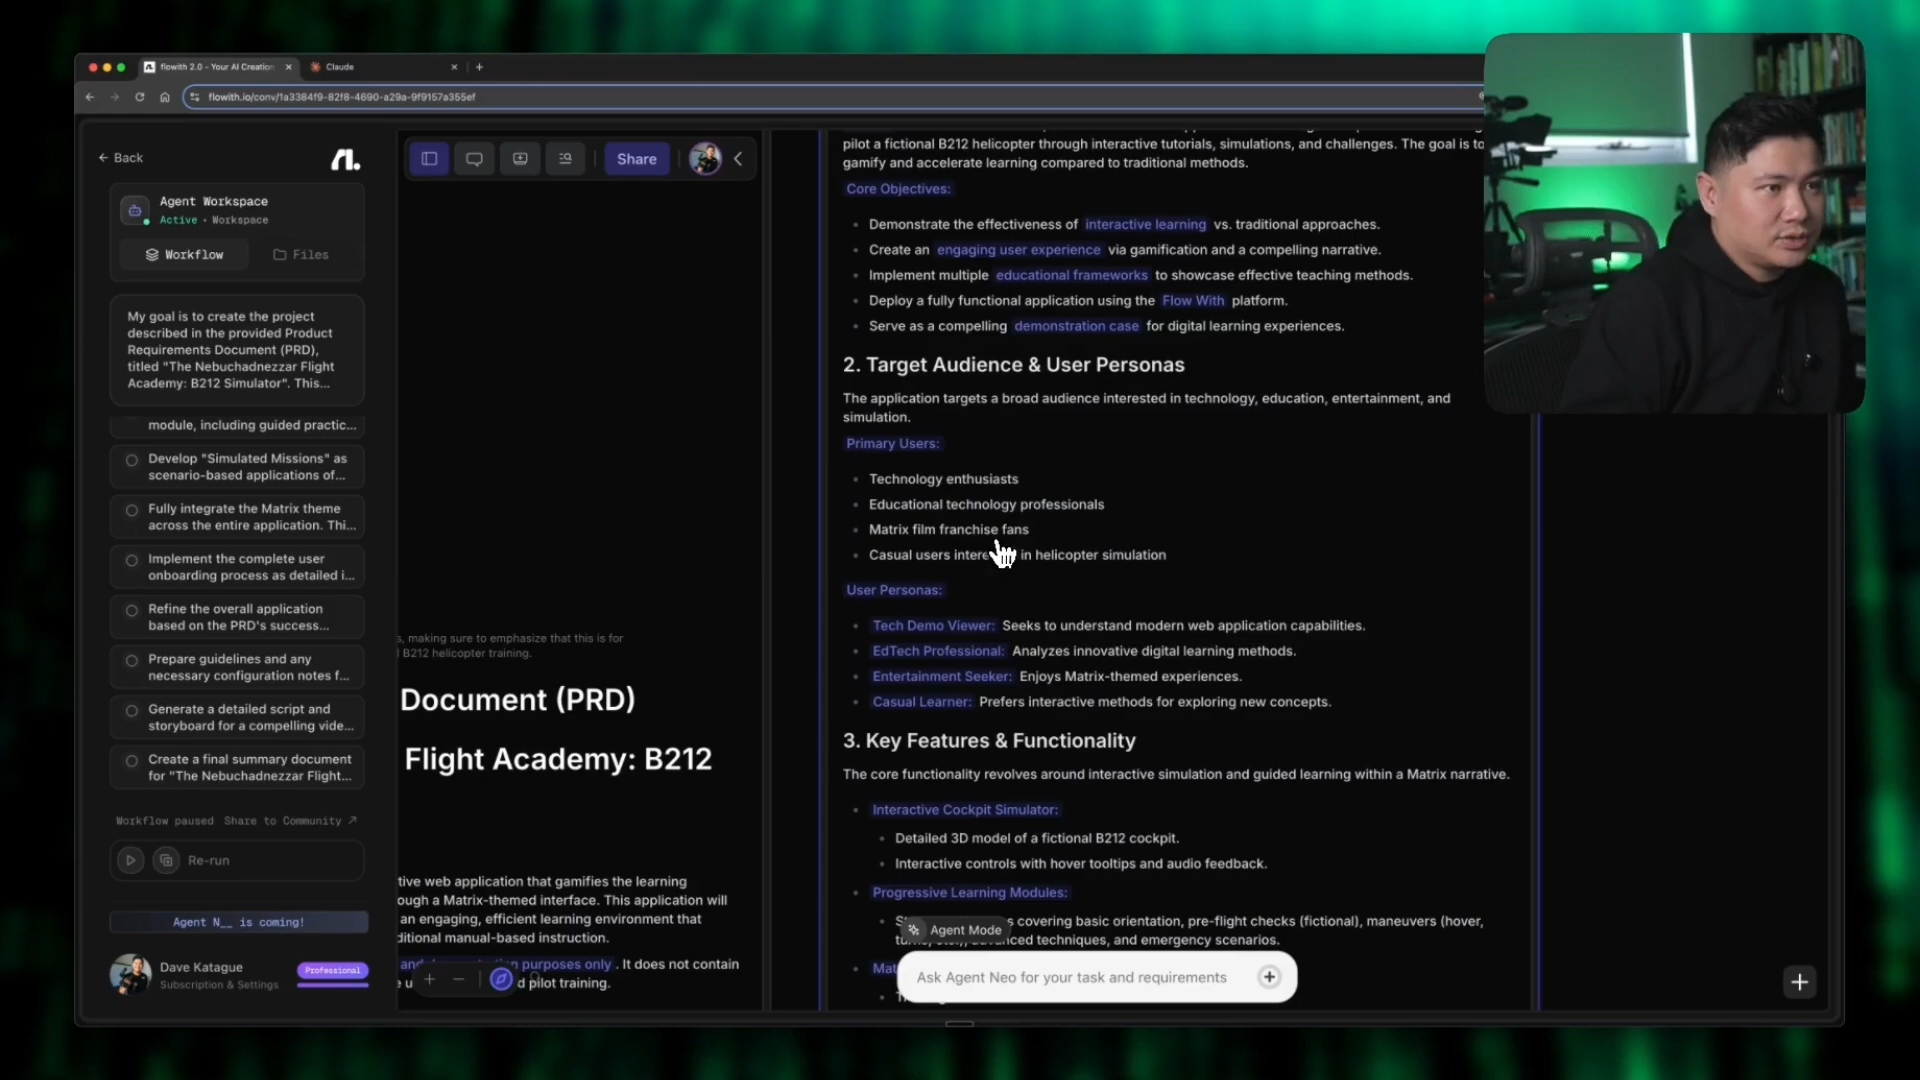 flowith 2.0 - Your AI Creation
Claude
flowith.io/conv/1a3384f9-82f8-4690-a29a-9f9157a355ef
Back
Agent Workspace
Active • Workspace
Workflow
Files
My goal is to create the project
described in the provided Product
Requirements Document (PRD),
titled "The Nebuchadnezzar Flight
Academy: B212 Simulator". This...
module, including guided practic...
Develop "Simulated Missions" as
scenario-based applications of...
Fully integrate the Matrix theme
across the entire application. Thi...
Implement the complete user
onboarding process as detailed i...
Refine the overall application
based on the PRD's success...
Prepare guidelines and any
necessary configuration notes f...
Generate a detailed script and
storyboard for a compelling vide...
Create a final summary document
for "The Nebuchadnezzar Flight...
Workflow paused Share to Community ↗
Re-run
Agent N__ is coming!
Dave Katague
Subscription & Settings
Professional
Share
s, making sure to emphasize that this is for
B212 helicopter training.
Document (PRD)
Flight Academy: B212
tive web application that gamifies the learning
ough a Matrix-themed interface. This application will
an engaging, efficient learning environment that
ditional manual-based instruction.
purposes only . It does not contain
d pilot training.
pilot a fictional B212 helicopter through interactive tutorials, simulations, and challenges. The goal is to
gamify and accelerate learning compared to traditional methods.
Core Objectives:
Demonstrate the effectiveness of interactive learning vs. traditional approaches.
Create an engaging user experience via gamification and a compelling narrative.
Implement multiple educational frameworks to showcase effective teaching methods.
Deploy a fully functional application using the Flow With platform.
Serve as a compelling demonstration case for digital learning experiences.
2. Target Audience & User Personas
The application targets a broad audience interested in technology, education, entertainment, and
simulation.
Primary Users:
Technology enthusiasts
Educational technology professionals
Matrix film franchise fans
Casual users in helicopter simulation
User Personas:
Tech Demo Viewer: Seeks to understand modern web application capabilities.
EdTech Professional: Analyzes innovative digital learning methods.
Entertainment Seeker: Enjoys Matrix-themed experiences.
Casual Learner: Prefers interactive methods for exploring new concepts.
3. Key Features & Functionality
The core functionality revolves around interactive simulation and guided learning within a Matrix narrative.
Interactive Cockpit Simulator:
Detailed 3D model of a fictional B212 cockpit.
Interactive controls with hover tooltips and audio feedback.
Progressive Learning Modules:
covering basic orientation, pre-flight checks (fictional), maneuvers (hover,
techniques, and emergency scenarios.
Agent Mode
Ask Agent Neo for your task and requirements